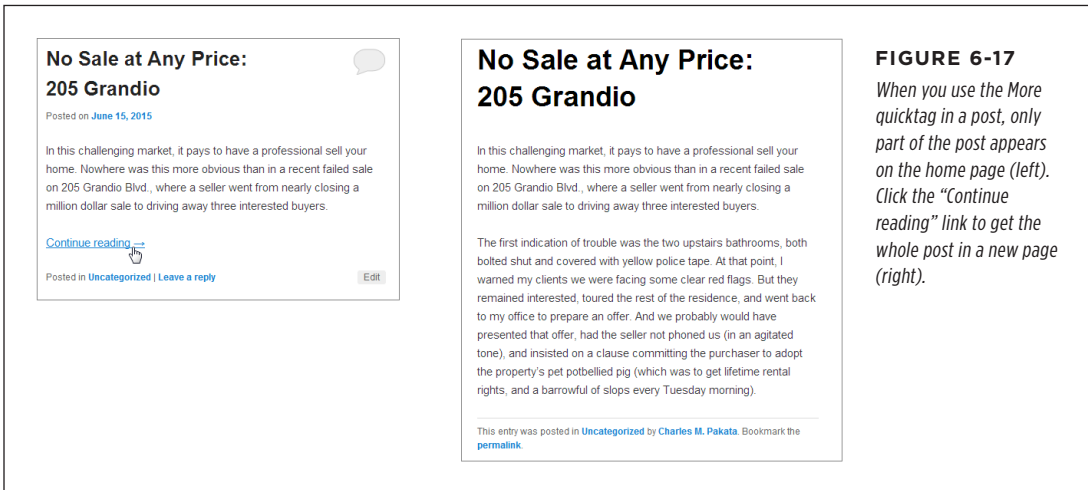 No Sale at Any Price:
205 Grandio
Posted on June 15, 2015
In this challenging market, it pays to have a professional sell your
home. Nowhere was this more obvious than in a recent failed sale
on 205 Grandio Blvd., where a seller went from nearly closing a
million dollar sale to driving away three interested buyers.
Continue reading →
Posted in Uncategorized | Leave a reply
Edit
No Sale at Any Price:
205 Grandio
In this challenging market, it pays to have a professional sell your
home. Nowhere was this more obvious than in a recent failed sale
on 205 Grandio Blvd., where a seller went from nearly closing a
million dollar sale to driving away three interested buyers.
The first indication of trouble was the two upstairs bathrooms, both
bolted shut and covered with yellow police tape. At that point, I
warned my clients we were facing some clear red flags. But they
remained interested, toured the rest of the residence, and went back
to my office to prepare an offer. And we probably would have
presented that offer, had the seller not phoned us (in an agitated
tone), and insisted on a clause committing the purchaser to adopt
the property's pet potbellied pig (which was to get lifetime rental
rights, and a barrowful of slops every Tuesday morning).
This entry was posted in Uncategorized by Charles M. Pakata. Bookmark the
permalink.
FIGURE 6-17
When you use the More
quicktag in a post, only
part of the post appears
on the home page (left).
Click the “Continue
reading” link to get the
whole post in a new page
(right).